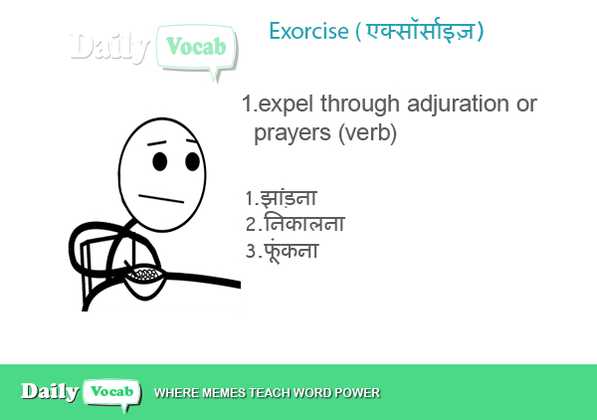 Daily Vocab
Exorcise ( एक्सॉर्साइज़)
1.expel through adjuration or
prayers (verb)
1.झांड़ना
2.निकालना
3.फूंकना
Daily Vocab WHERE MEMES TEACH WORD POWER